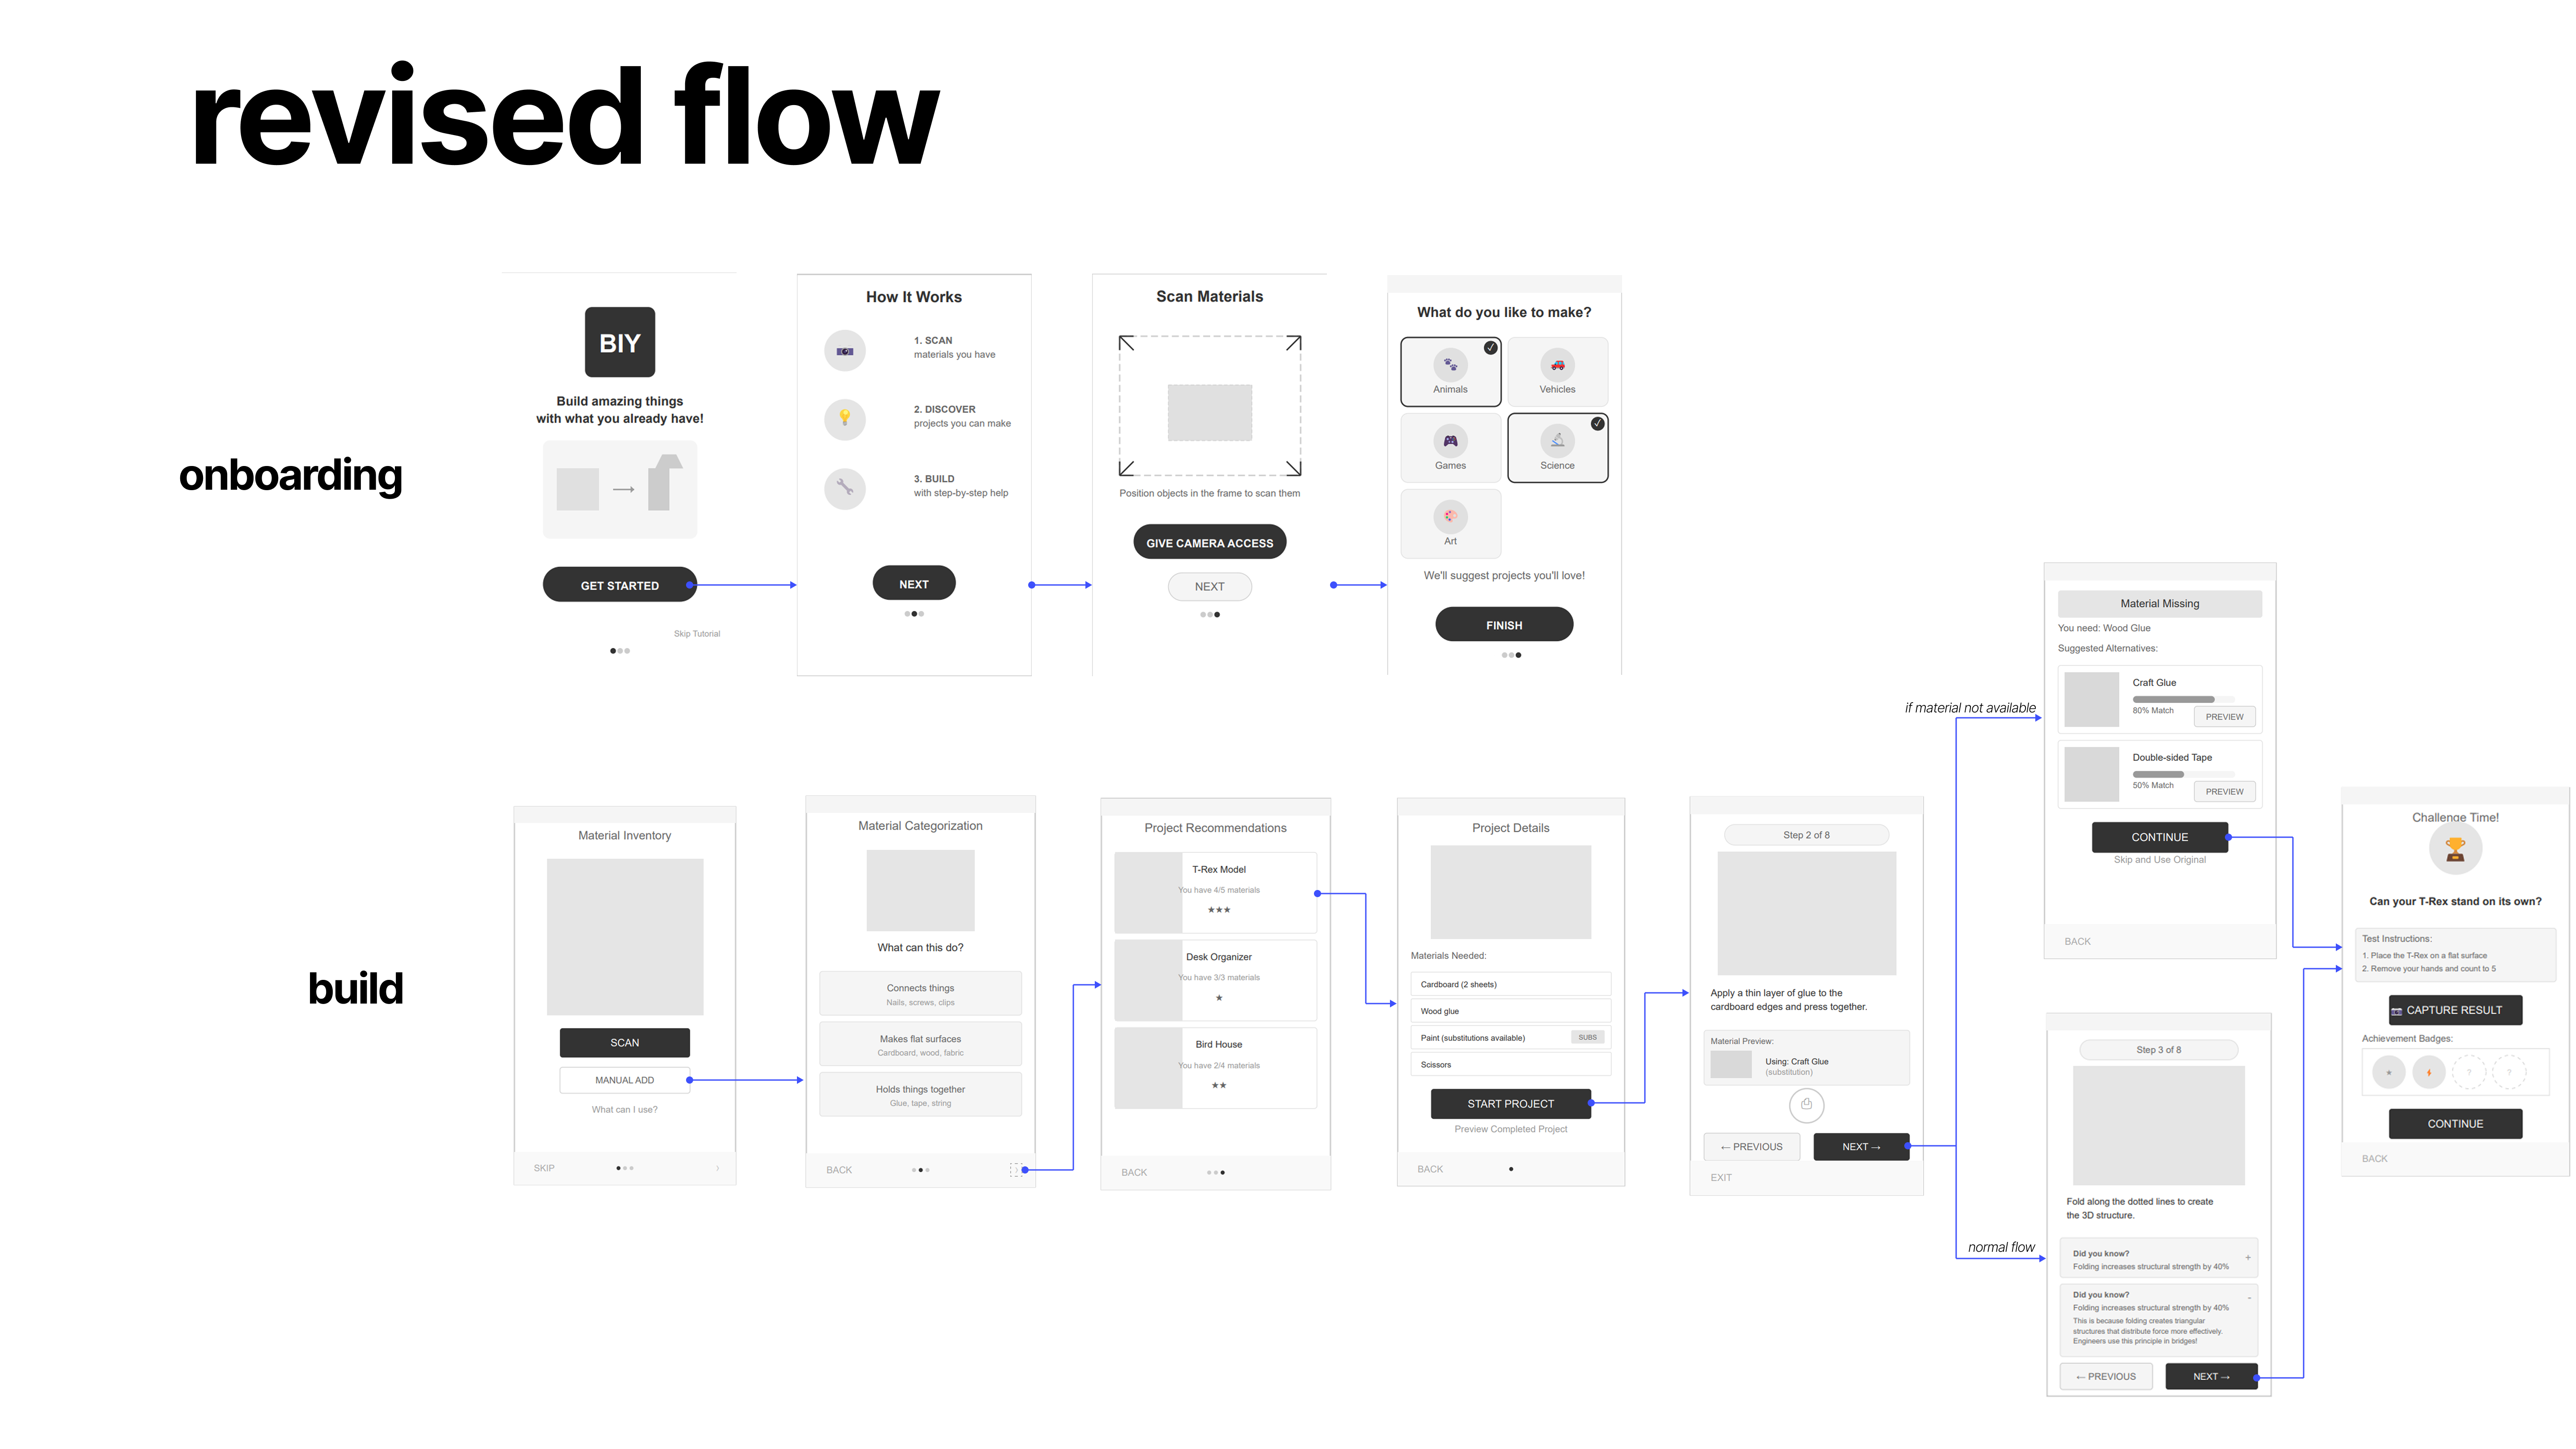 revised flow
onboarding
BIY
Build amazing things
with what you already have!
GET STARTED
Skip Tutorial
How It Works
1. SCAN
materials you have
2. DISCOVER
projects you can make
3. BUILD
with step-by-step help
NEXT
Scan Materials
Position objects in the frame to scan them
GIVE CAMERA ACCESS
NEXT
What do you like to make?
Animals
Vehicles
Games
Science
Art
We'll suggest projects you'll love!
FINISH
build
Material Inventory
SCAN
MANUAL ADD
What can I use?
SKIP
Material Categorization
What can this do?
Connects things
Nails, screws, clips
Makes flat surfaces
Cardboard, wood, fabric
Holds things together
Glue, tape, string
BACK
Project Recommendations
T-Rex Model
You have 4/5 materials
★★★
Desk Organizer
You have 3/3 materials
★
Bird House
You have 2/4 materials
★★
BACK
Project Details
Materials Needed:
Cardboard (2 sheets)
Wood glue
Paint (substitutions available)
SUBS
Scissors
START PROJECT
Preview Completed Project
BACK
Step 2 of 8
Apply a thin layer of glue to the
cardboard edges and press together.
Material Preview:
Using: Craft Glue
(substitution)
← PREVIOUS
NEXT →
EXIT
if material not available
Material Missing
You need: Wood Glue
Suggested Alternatives:
Craft Glue
80% Match
PREVIEW
Double-sided Tape
50% Match
PREVIEW
CONTINUE
Skip and Use Original
BACK
normal flow
Step 3 of 8
Fold along the dotted lines to create
the 3D structure.
Did you know?
+
Folding increases structural strength by 40%
Did you know?
-
Folding increases structural strength by 40%
This is because folding creates triangular
structures that distribute force more effectively.
Engineers use this principle in bridges!
← PREVIOUS
NEXT →
Challenge Time!
Can your T-Rex stand on its own?
Test Instructions:
1. Place the T-Rex on a flat surface
2. Remove your hands and count to 5
CAPTURE RESULT
Achievement Badges:
? ?
CONTINUE
BACK